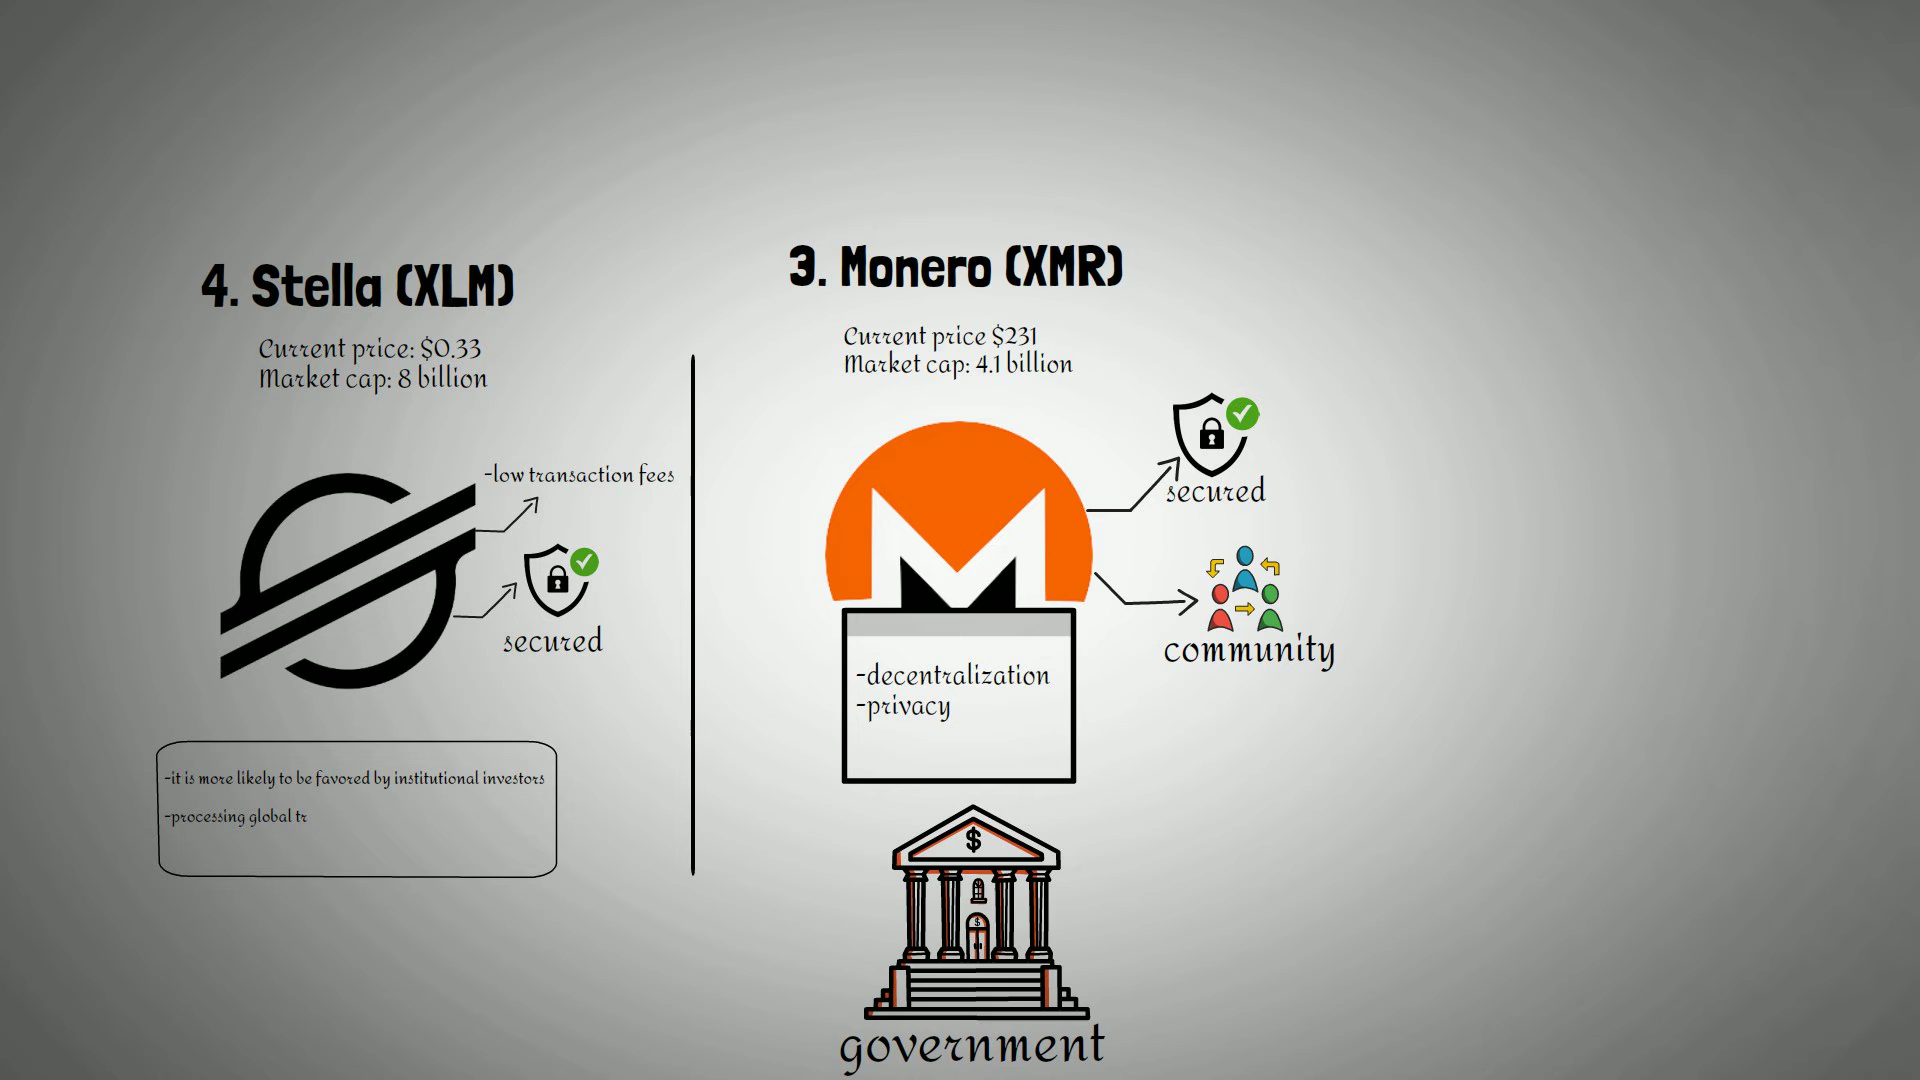 4. Stella (XLM)
Current price: $0.33
Market cap: 8 billion
-low transaction fees
secured
-it is more likely to be favored by institutional investors
-processing global tr
3. Monero (XMR)
Current price $231
Market cap: 4.1 billion
secured
community
-decentralization
-privacy
$
$
government